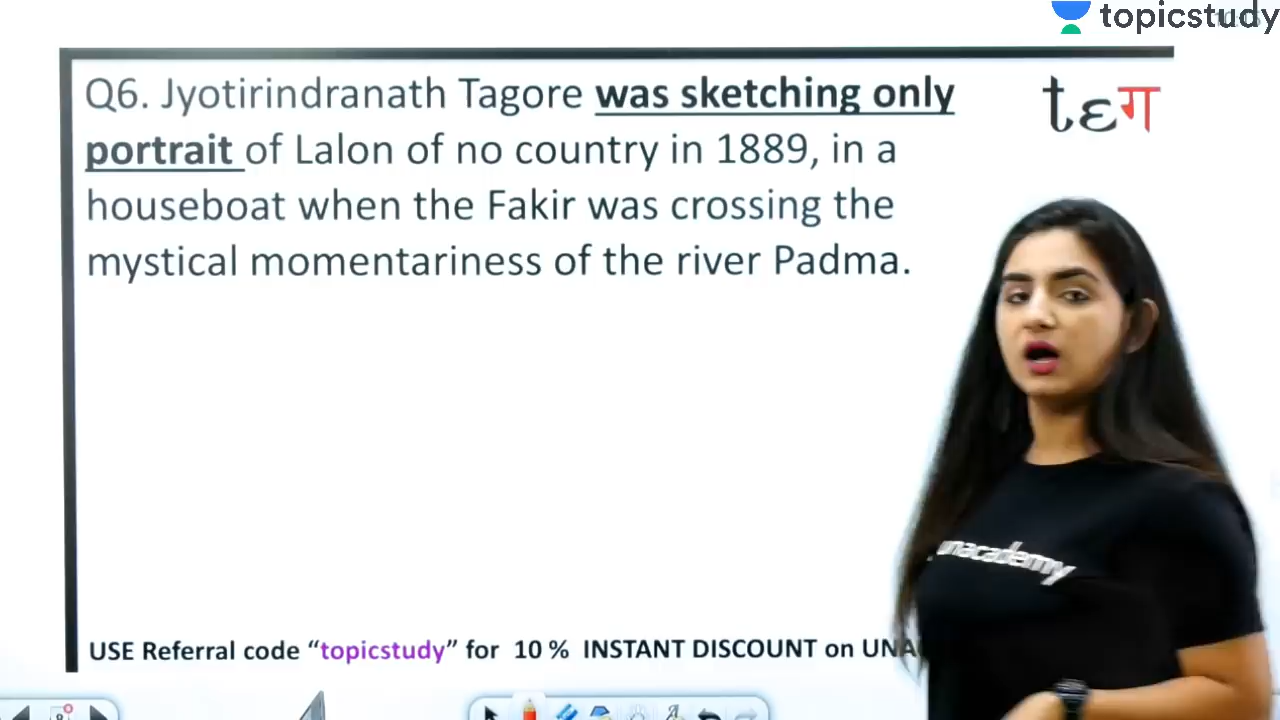 topicstudy
Q6. Jyotirindranath Tagore was sketching only
portrait of Lalon of no country in 1889, in a
houseboat when the Fakir was crossing the
mystical momentariness of the river Padma.
tεग
unacademy
USE Referral code “topicstudy” for 10 % INSTANT DISCOUNT on